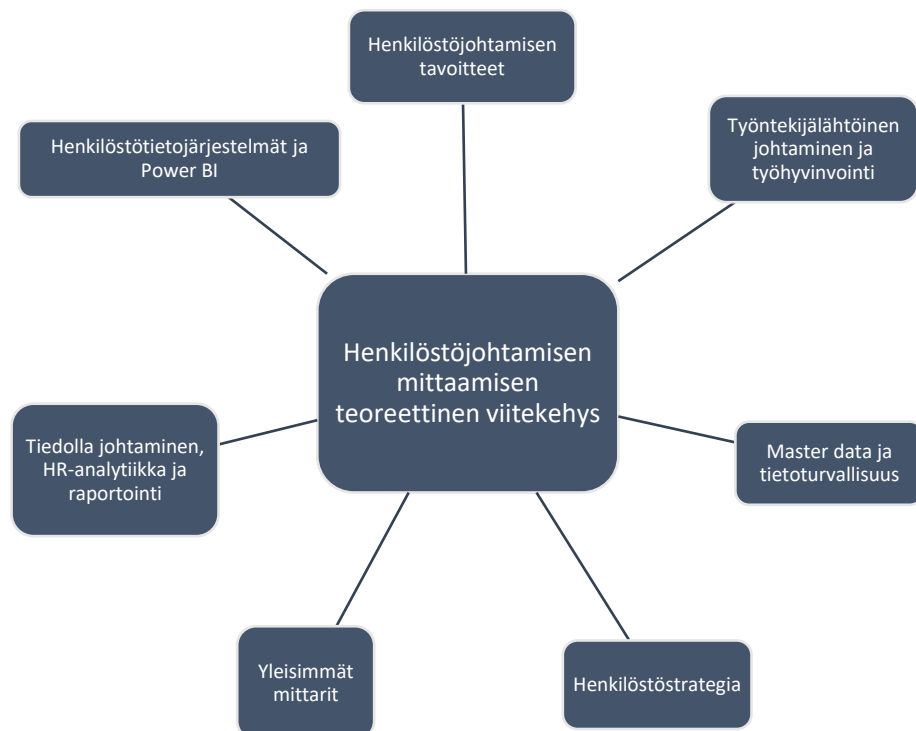 Henkilöstöjohtamisen
tavoitteet
Työntekijälähtöinen
johtaminen ja
työhyvinvointi
Henkilöstötietojärjestelmät ja
Power BI
Henkilöstöjohtamisen
mittaamisen
teoreettinen viitekehys
Tiedolla johtaminen,
HR-analytiikka ja
raportointi
Master data ja
tietoturvallisuus
Yleisimmät
mittarit
Henkilöstöstrategia